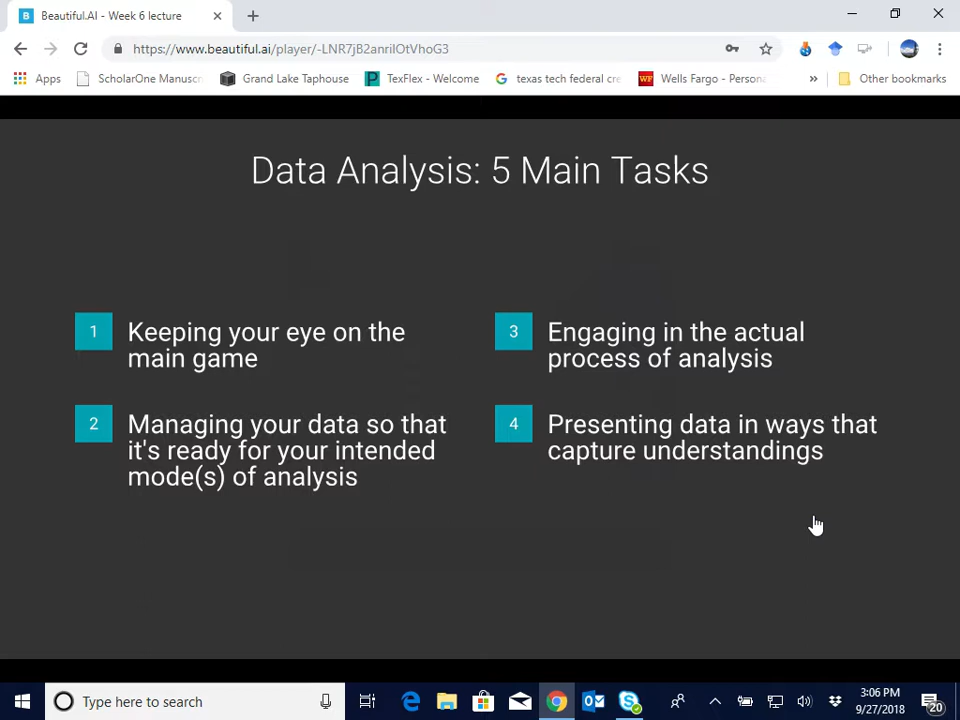 Beautiful.AI - Week 6 lecture
https://www.beautiful.ai/player/-LNR7jB2anriIOtVhoG3
Apps
ScholarOne Manuscr
Grand Lake Taphouse
TexFlex - Welcome
texas tech federal cre
Wells Fargo - Persona
Other bookmarks
Data Analysis: 5 Main Tasks
1
Keeping your eye on the
main game
2
Managing your data so that
it's ready for your intended
mode(s) of analysis
3
Engaging in the actual
process of analysis
4
Presenting data in ways that
capture understandings
Type here to search
3:06 PM
9/27/2018
20